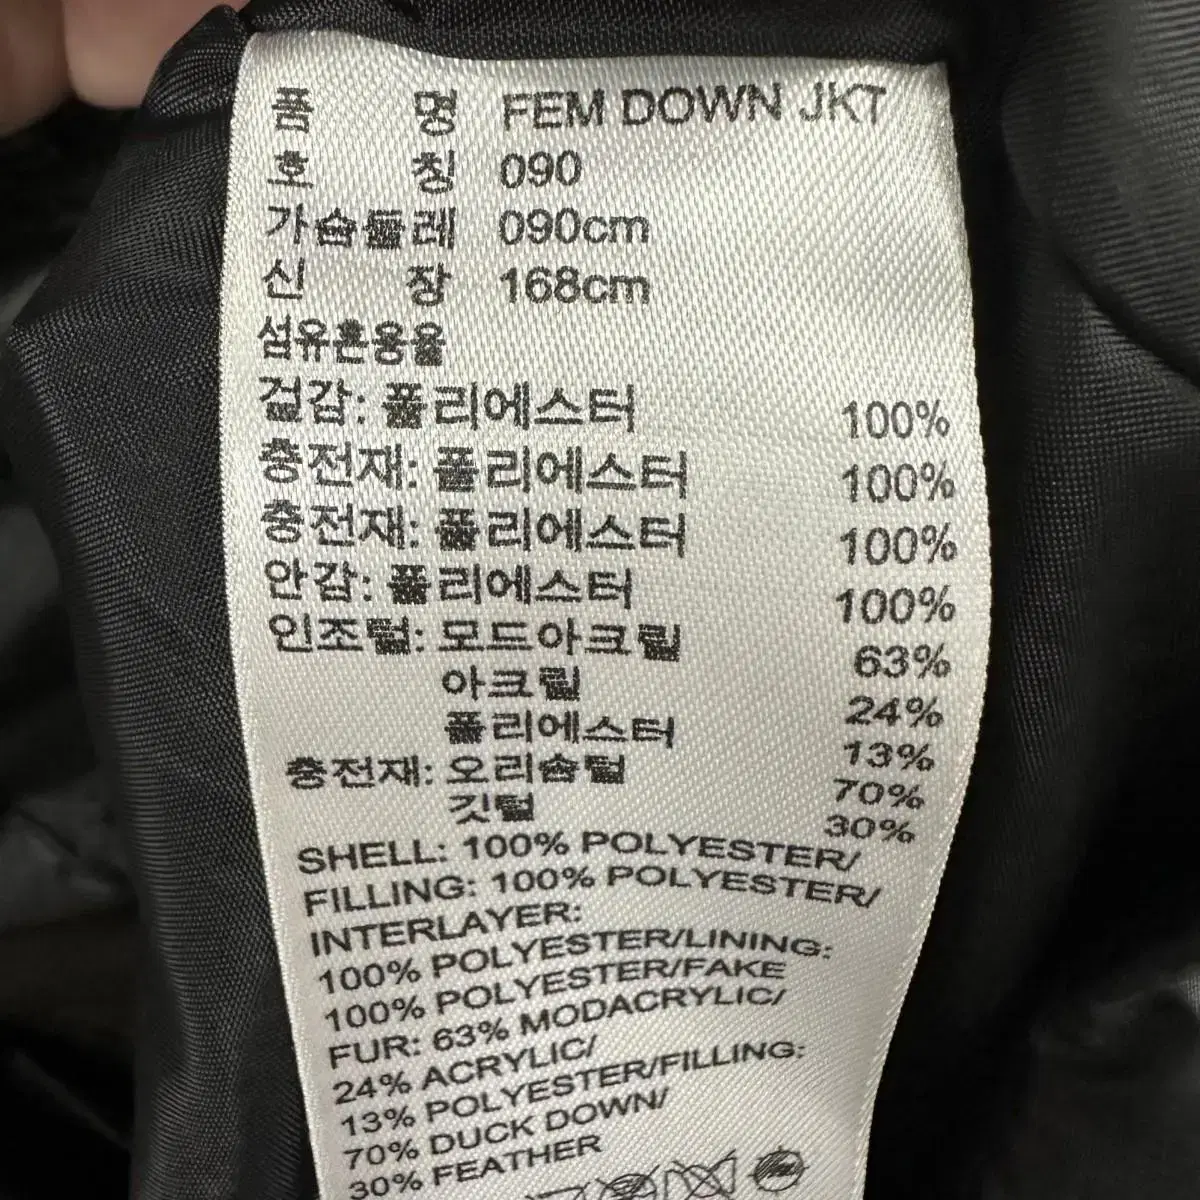 품 명 FEM DOWN JKT
호 칭 090
가슴둘레 090cm
신 장 168cm
섬유혼용율
겉감: 폴리에스터 100%
충전재: 폴리에스터 100%
충전재: 폴리에스터 100%
안감: 폴리에스터 100%
인조털: 모드아크릴 63%
아크릴 24%
폴리에스터 13%
충전재: 오리솜털 70%
깃털 30%
SHELL: 100% POLYESTER/
FILLING: 100% POLYESTER/
INTERLAYER:
100% POLYESTER/LINING:
100% POLYESTER/FAKE
FUR: 63% MODACRYLIC/
24% ACRYLIC/
13% POLYESTER/FILLING:
70% DUCK DOWN/
30% FEATHER